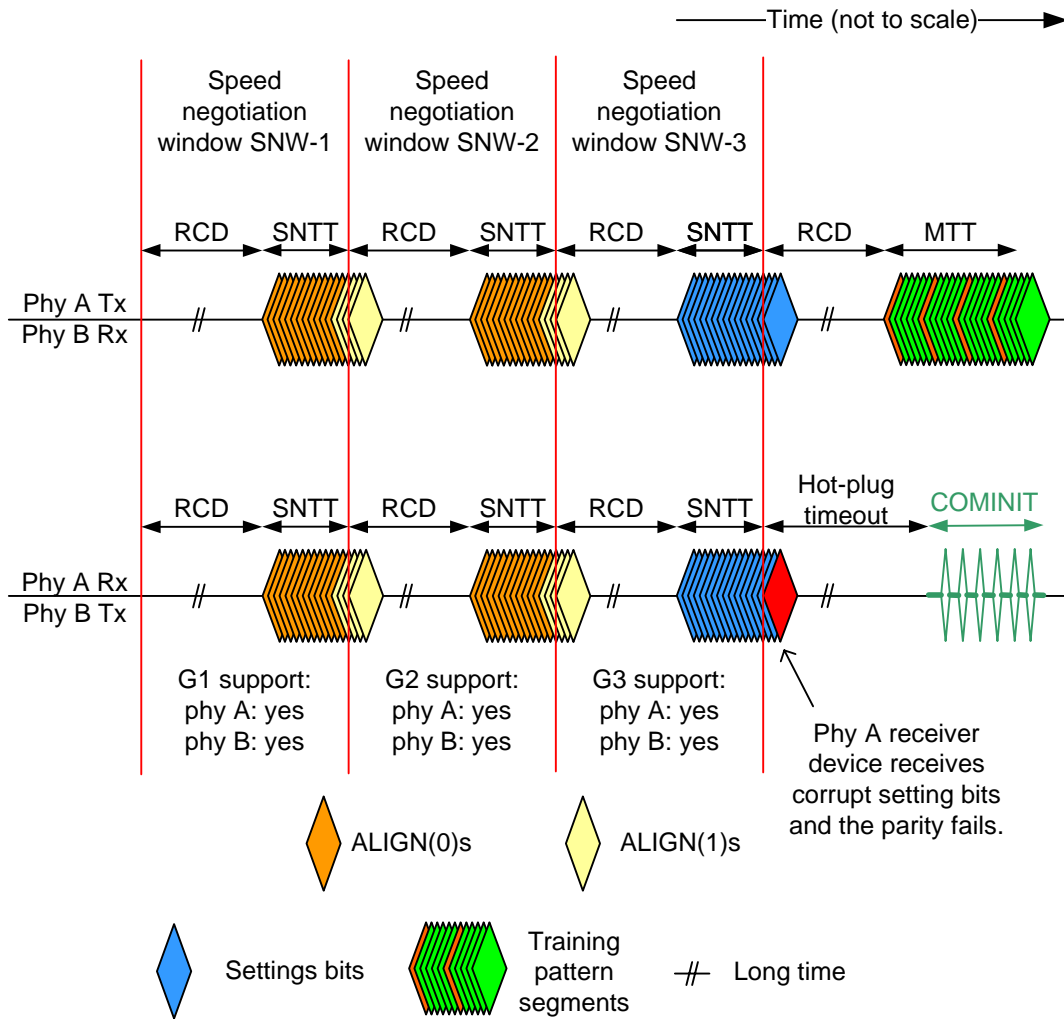 Time (not to scale)
Speed negotiation window SNW-1
Speed negotiation window SNW-2
Speed negotiation window SNW-3
RCD SNTT RCD SNTT RCD SNTT RCD MTT
Phy A Tx
Phy B Rx
RCD SNTT RCD SNTT RCD SNTT
Hot-plug timeout
COMINIT
Phy A Rx
Phy B Tx
G1 support:
phy A: yes
phy B: yes
G2 support:
phy A: yes
phy B: yes
G3 support:
phy A: yes
phy B: yes
Phy A receiver
device receives
corrupt setting bits
and the parity fails.
ALIGN(0)s
ALIGN(1)s
Settings bits
Training
pattern
segments
Long time